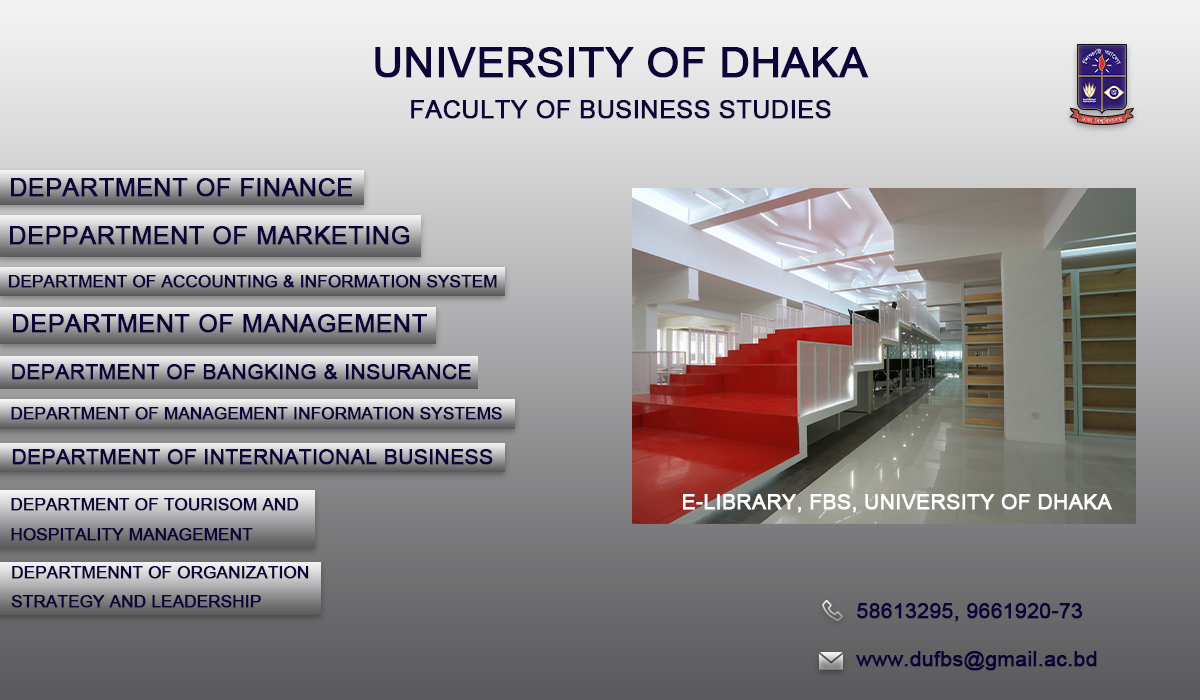 UNIVERSITY OF DHAKA
FACULTY OF BUSINESS STUDIES
DEPARTMENT OF FINANCE
DEPPARTMENT OF MARKETING
DEPARTMENT OF ACCOUNTING & INFORMATION SYSTEM
DEPARTMENT OF MANAGEMENT
DEPARTMENT OF BANGKING & INSURANCE
DEPARTMENT OF MANAGEMENT INFORMATION SYSTEMS
DEPARTMENT OF INTERNATIONAL BUSINESS
DEPARTMENT OF TOURISOM AND
HOSPITALITY MANAGEMENT
DEPARTMENNT OF ORGANIZATION
STRATEGY AND LEADERSHIP
E-LIBRARY, FBS, UNIVERSITY OF DHAKA
58613295, 9661920-73
www.dufbs@gmail.ac.bd